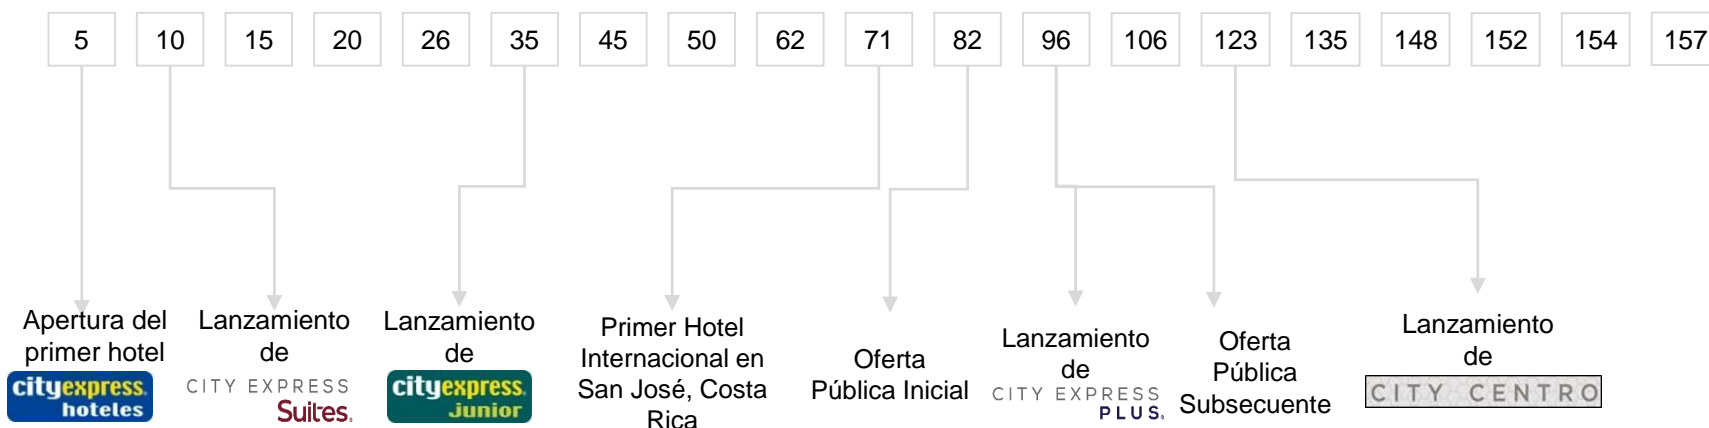 5 10 15 20 26 35 45 50 62 71 82 96 106 123 135 148 152 154 157
Apertura del
primer hotel
cityexpress.
hoteles
Lanzamiento
de
CITY EXPRESS
Suites.
Lanzamiento
de
cityexpress.
Junior
Primer Hotel
Internacional en
San José, Costa
Rica
Oferta
Pública Inicial
Lanzamiento
de
CITY EXPRESS
PLUS.
Oferta
Pública
Subsecuente
Lanzamiento
de
CITY CENTRO